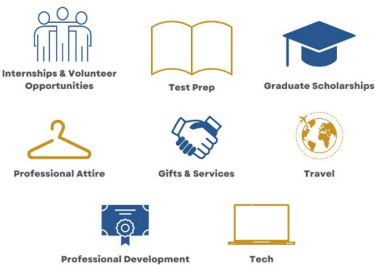 Internships & Volunteer
Opportunities
Test Prep
Graduate Scholarships
Professional Attire
Gifts & Services
Travel
Professional Development
Tech